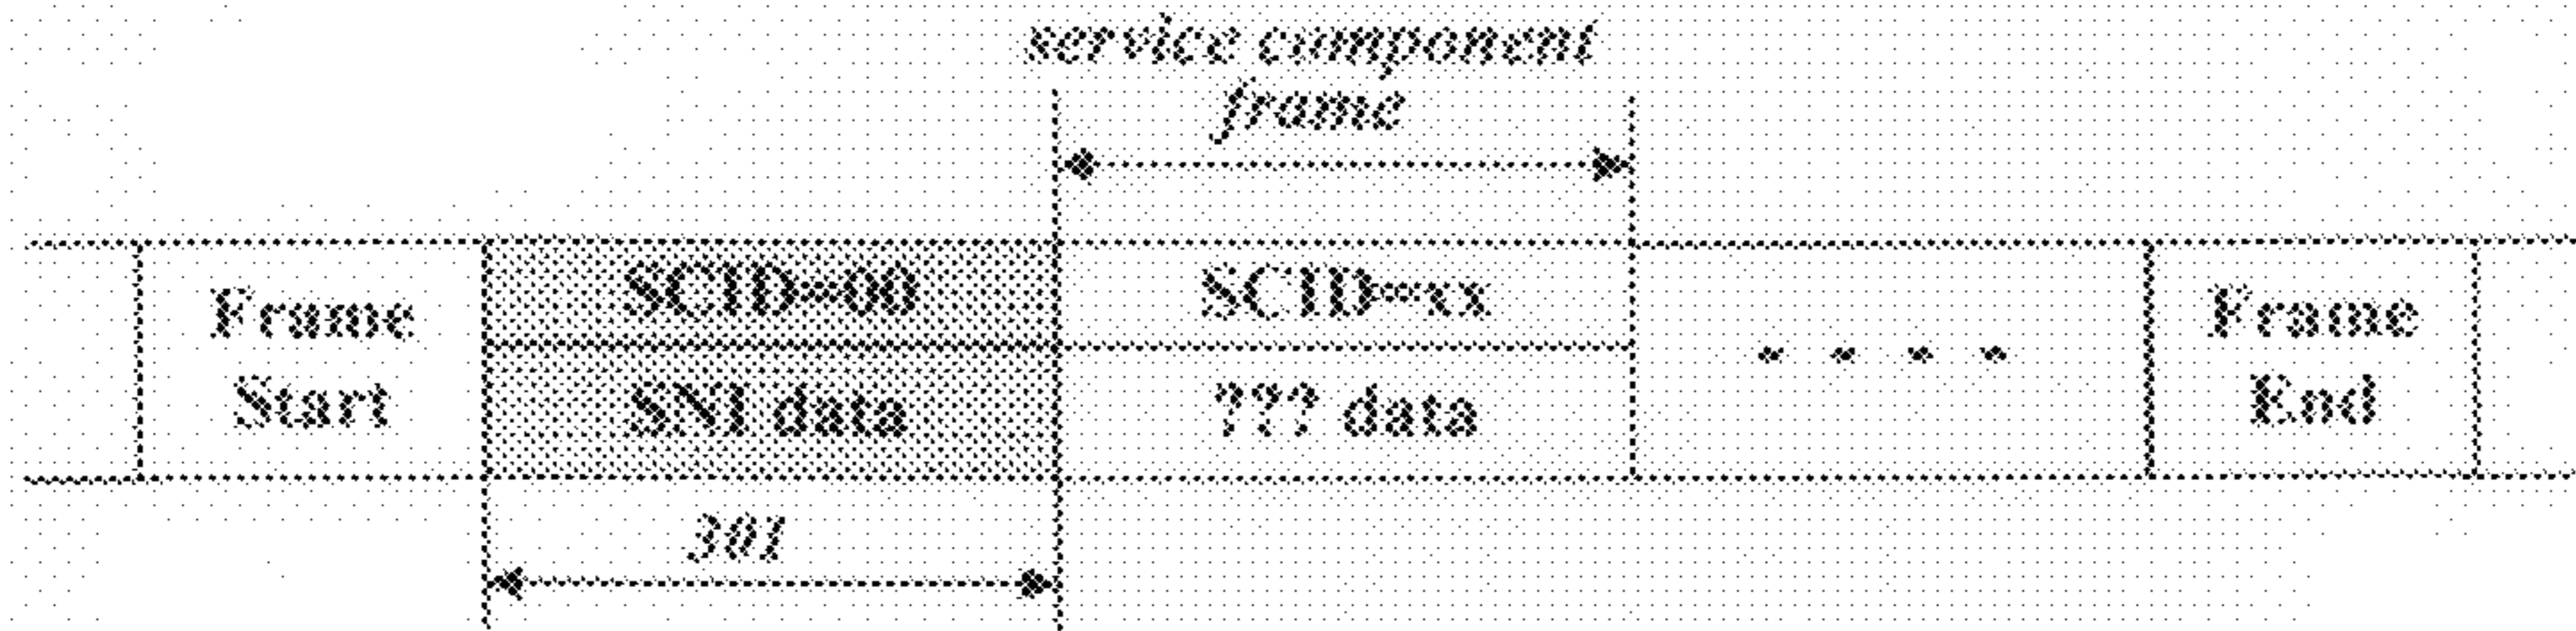 service component
frame
Frame
Start
SCID=00
SNI data
SCID=xx
??? data
. . . .
Frame
End
301